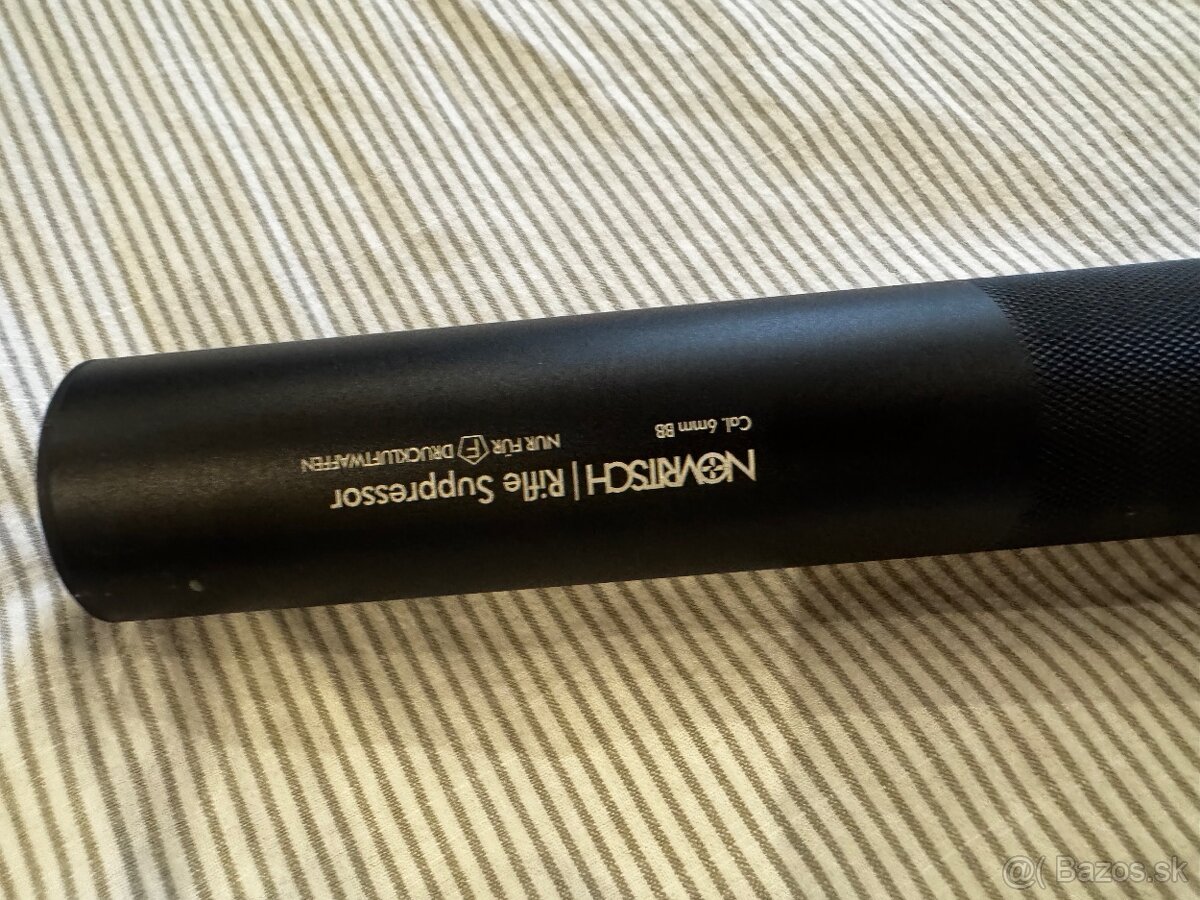 NOVRITSCH | Rifle Suppressor
Cal. 6mm BB NUR FÜR F DRUCKLUFTWAFFEN
@( Bazos.sk